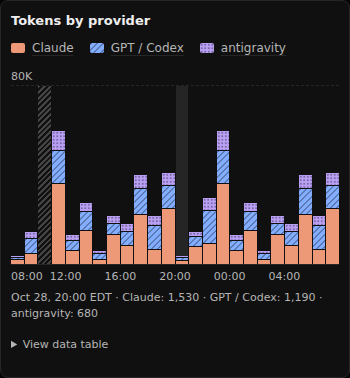 Tokens by provider
Claude GPT / Codex antigravity
80K
08:00 12:00 16:00 20:00 00:00 04:00
Oct 28, 20:00 EDT · Claude: 1,530 · GPT / Codex: 1,190 ·
antigravity: 680
View data table